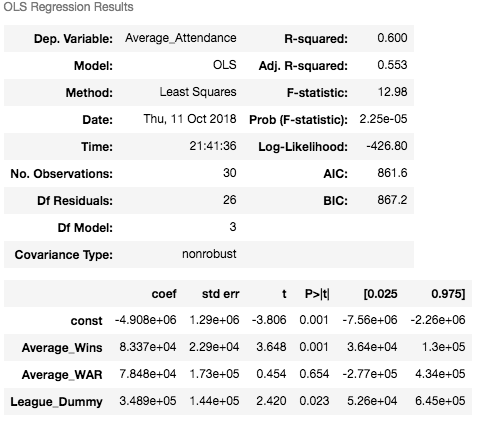 OLS Regression Results
Dep. Variable: Average_Attendance R-squared: 0.600
Model: OLS Adj. R-squared: 0.553
Method: Least Squares F-statistic: 12.98
Date: Thu, 11 Oct 2018 Prob (F-statistic): 2.25e-05
Time: 21:41:36 Log-Likelihood: -426.80
No. Observations: 30 AIC: 861.6
Df Residuals: 26 BIC: 867.2
Df Model: 3
Covariance Type: nonrobust
coef std err t P>|t| [0.025 0.975]
const -4.908e+06 1.29e+06 -3.806 0.001 -7.56e+06 -2.26e+06
Average_Wins 8.337e+04 2.29e+04 3.648 0.001 3.64e+04 1.3e+05
Average_WAR 7.848e+04 1.73e+05 0.454 0.654 -2.77e+05 4.34e+05
League_Dummy 3.489e+05 1.44e+05 2.420 0.023 5.26e+04 6.45e+05